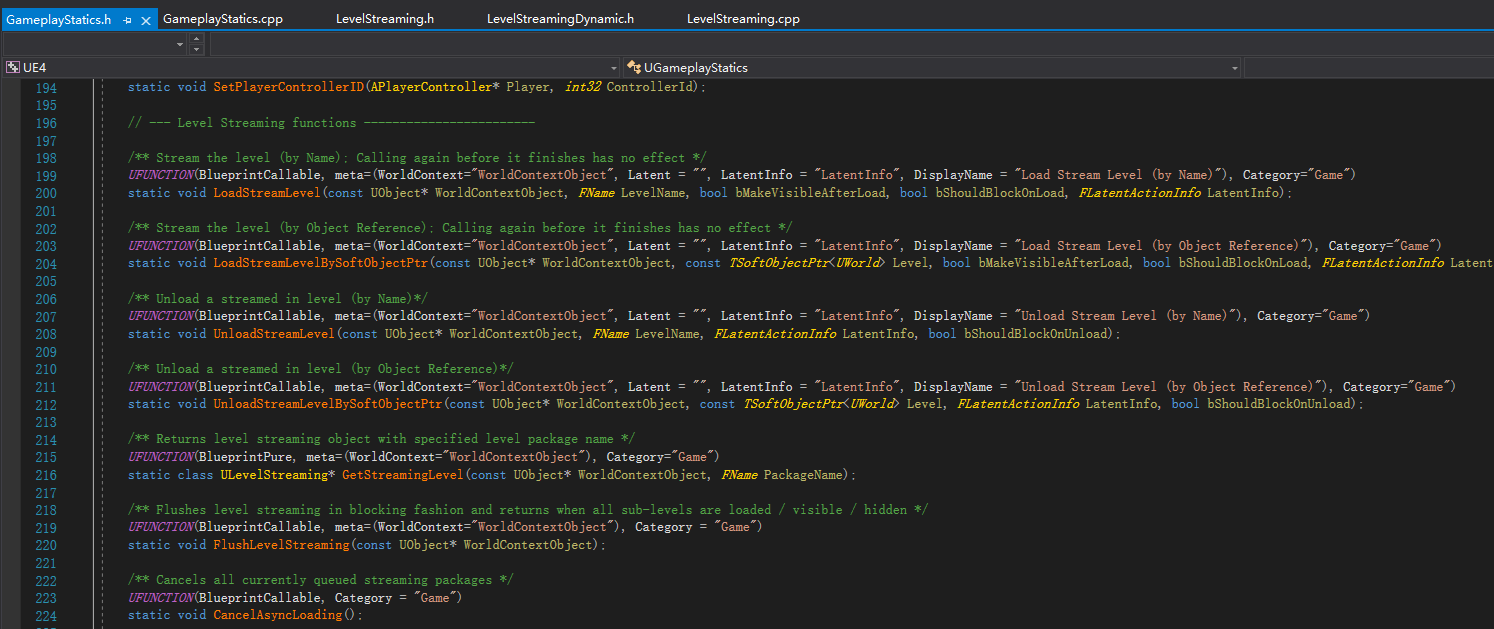 GameplayStatics.h GameplayStatics.cpp LevelStreaming.h LevelStreamingDynamic.h LevelStreaming.cpp
UE4 UGameplayStatics
194 static void SetPlayerControllerID(APlayerController* Player, int32 ControllerId);
195
196 // --- Level Streaming functions ------------------------
197
198 /** Stream the level (by Name); Calling again before it finishes has no effect */
199 UFUNCTION(BlueprintCallable, meta=(WorldContext="WorldContextObject", Latent = "", LatentInfo = "LatentInfo", DisplayName = "Load Stream Level (by Name)"), Category="Game")
200 static void LoadStreamLevel(const UObject* WorldContextObject, FName LevelName, bool bMakeVisibleAfterLoad, bool bShouldBlockOnLoad, FLatentActionInfo LatentInfo);
201
202 /** Stream the level (by Object Reference); Calling again before it finishes has no effect */
203 UFUNCTION(BlueprintCallable, meta=(WorldContext="WorldContextObject", Latent = "", LatentInfo = "LatentInfo", DisplayName = "Load Stream Level (by Object Reference)"), Category="Game")
204 static void LoadStreamLevelBySoftObjectPtr(const UObject* WorldContextObject, const TSoftObjectPtr<UWorld> Level, bool bMakeVisibleAfterLoad, bool bShouldBlockOnLoad, FLatentActionInfo Latent
205
206 /** Unload a streamed in level (by Name)*/
207 UFUNCTION(BlueprintCallable, meta=(WorldContext="WorldContextObject", Latent = "", LatentInfo = "LatentInfo", DisplayName = "Unload Stream Level (by Name)"), Category="Game")
208 static void UnloadStreamLevel(const UObject* WorldContextObject, FName LevelName, FLatentActionInfo LatentInfo, bool bShouldBlockOnUnload);
209
210 /** Unload a streamed in level (by Object Reference)*/
211 UFUNCTION(BlueprintCallable, meta=(WorldContext="WorldContextObject", Latent = "", LatentInfo = "LatentInfo", DisplayName = "Unload Stream Level (by Object Reference)"), Category="Game")
212 static void UnloadStreamLevelBySoftObjectPtr(const UObject* WorldContextObject, const TSoftObjectPtr<UWorld> Level, FLatentActionInfo LatentInfo, bool bShouldBlockOnUnload);
213
214 /** Returns level streaming object with specified level package name */
215 UFUNCTION(BlueprintPure, meta=(WorldContext="WorldContextObject"), Category="Game")
216 static class ULevelStreaming* GetStreamingLevel(const UObject* WorldContextObject, FName PackageName);
217
218 /** Flushes level streaming in blocking fashion and returns when all sub-levels are loaded / visible / hidden */
219 UFUNCTION(BlueprintCallable, meta=(WorldContext="WorldContextObject"), Category = "Game")
220 static void FlushLevelStreaming(const UObject* WorldContextObject);
221
222 /** Cancels all currently queued streaming packages */
223 UFUNCTION(BlueprintCallable, Category = "Game")
224 static void CancelAsyncLoading();